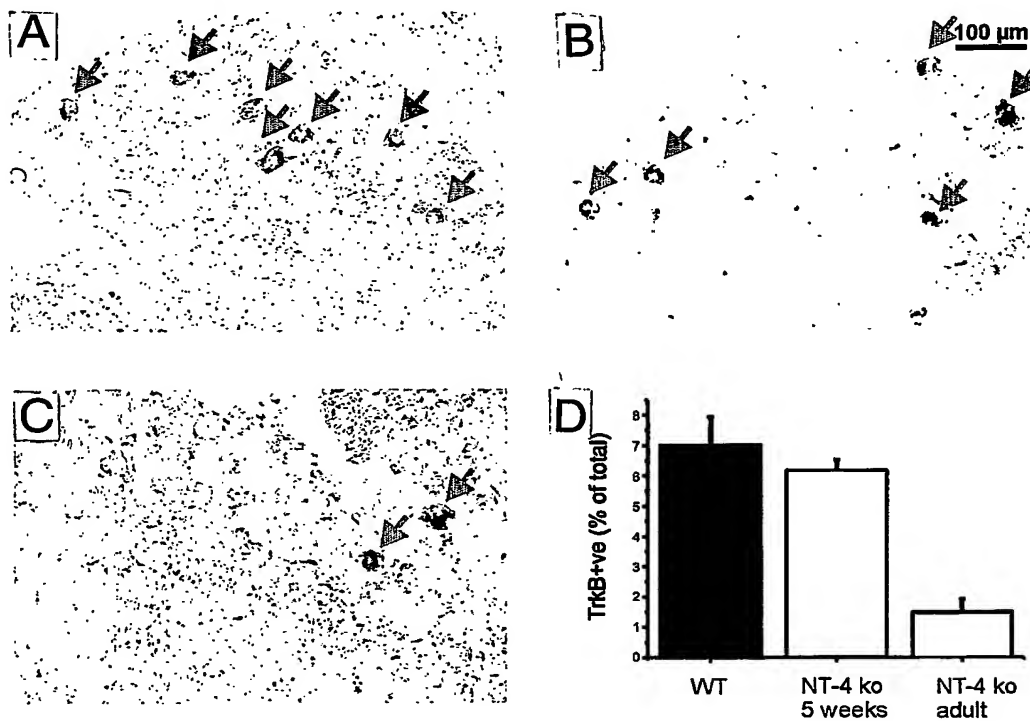 A
B
100 µm
C
D
TrkB+ve (% of total)
8
7
6
5
4
3
2
1
0
WT
NT-4 ko
5 weeks
NT-4 ko
adult